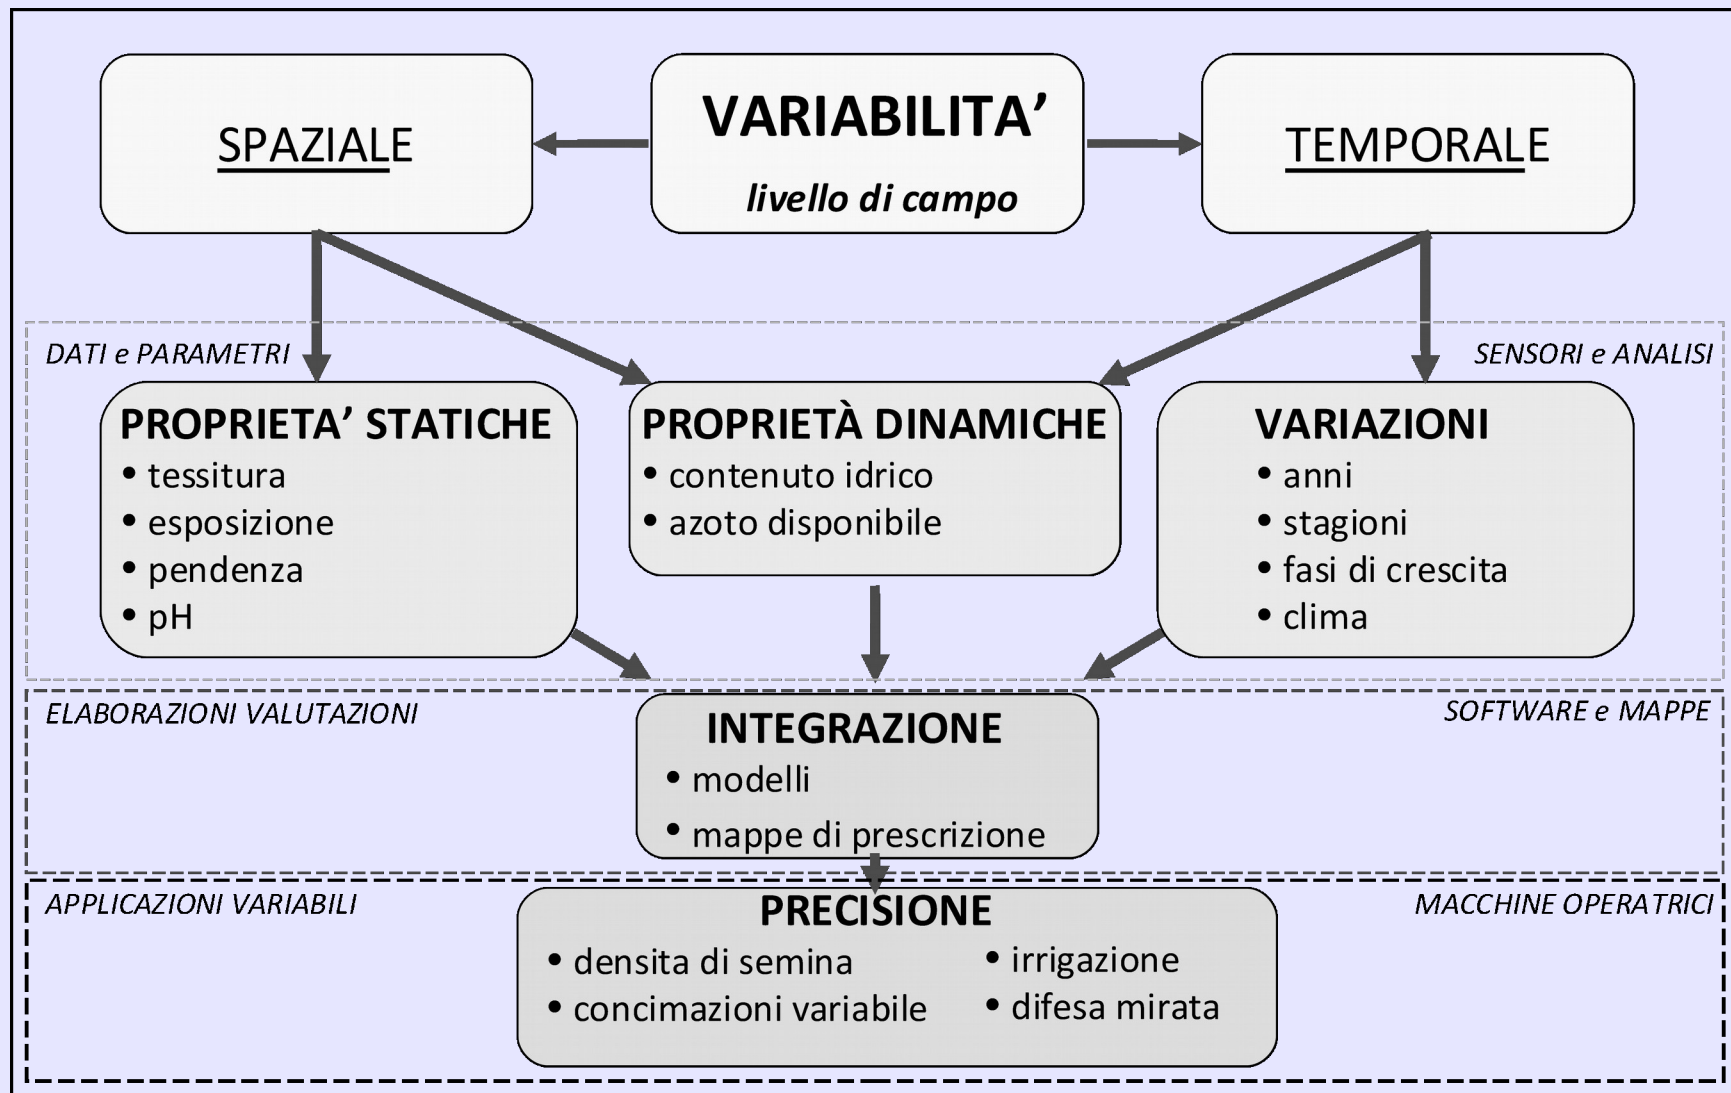 SPAZIALE
VARIABILITA’
livello di campo
TEMPORALE
DATI e PARAMETRI
SENSORI e ANALISI
PROPRIETA’ STATICHE
• tessitura
• esposizione
• pendenza
• pH
PROPRIETÀ DINAMICHE
• contenuto idrico
• azoto disponibile
VARIAZIONI
• anni
• stagioni
• fasi di crescita
• clima
ELABORAZIONI VALUTAZIONI
SOFTWARE e MAPPE
INTEGRAZIONE
• modelli
• mappe di prescrizione
APPLICAZIONI VARIABILI
MACCHINE OPERATRICI
PRECISIONE
• densita di semina
• concimazioni variabile
• irrigazione
• difesa mirata